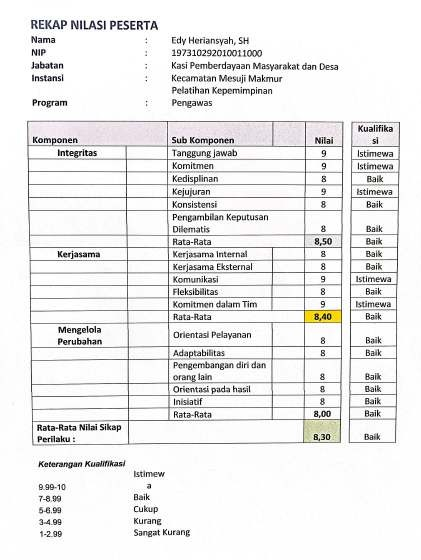 REKAP NILASI PESERTA
Nama : Edy Heriansyah, SH
NIP : 197310292010011000
Jabatan : Kasi Pemberdayaan Masyarakat dan Desa
Instansi : Kecamatan Mesuji Makmur
Pelatihan Kepemimpinan
Program : Pengawas
Kualifika
Komponen Sub Komponen Nilai si
Integritas Tanggung jawab 9 Istimewa
Komitmen 9 Istimewa
Kedisplinan 8 Baik
Kejujuran 9 Istimewa
Konsistensi 8 Baik
Pengambilan Keputusan
Dilematis 8 Baik
Rata-Rata 8,50 Baik
Kerjasama Kerjasama Internal 8 Baik
Kerjasama Eksternal 8 Baik
Komunikasi 9 Istimewa
Fleksibilitas 8 Baik
Komitmen dalam Tim 9 Istimewa
Rata-Rata 8,40 Baik
Mengelola
Perubahan Orientasi Pelayanan 8 Baik
Adaptabilitas 8 Baik
Pengembangan diri dan
orang lain 8 Baik
Orientasi pada hasil 8 Baik
Inisiatif 8 Baik
Rata-Rata 8,00 Baik
Rata-Rata Nilai Sikap
Perilaku : 8,30 Baik
Keterangan Kualifikasi
Istimew
9.99-10 a
7-8.99 Baik
5-6.99 Cukup
3-4.99 Kurang
1-2.99 Sangat Kurang